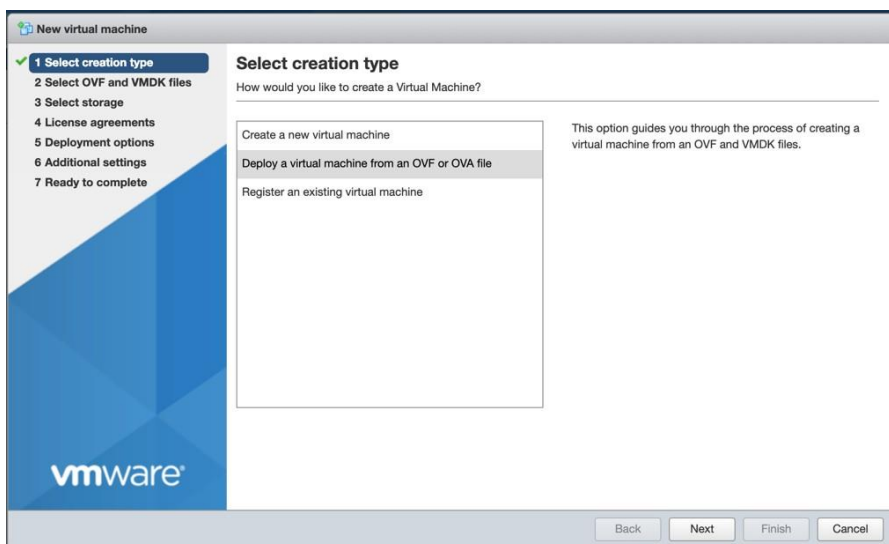 New virtual machine
1 Select creation type
2 Select OVF and VMDK files
3 Select storage
4 License agreements
5 Deployment options
6 Additional settings
7 Ready to complete
vmware®
Select creation type
How would you like to create a Virtual Machine?
Create a new virtual machine
Deploy a virtual machine from an OVF or OVA file
Register an existing virtual machine
This option guides you through the process of creating a
virtual machine from an OVF and VMDK files.
Back Next Finish Cancel